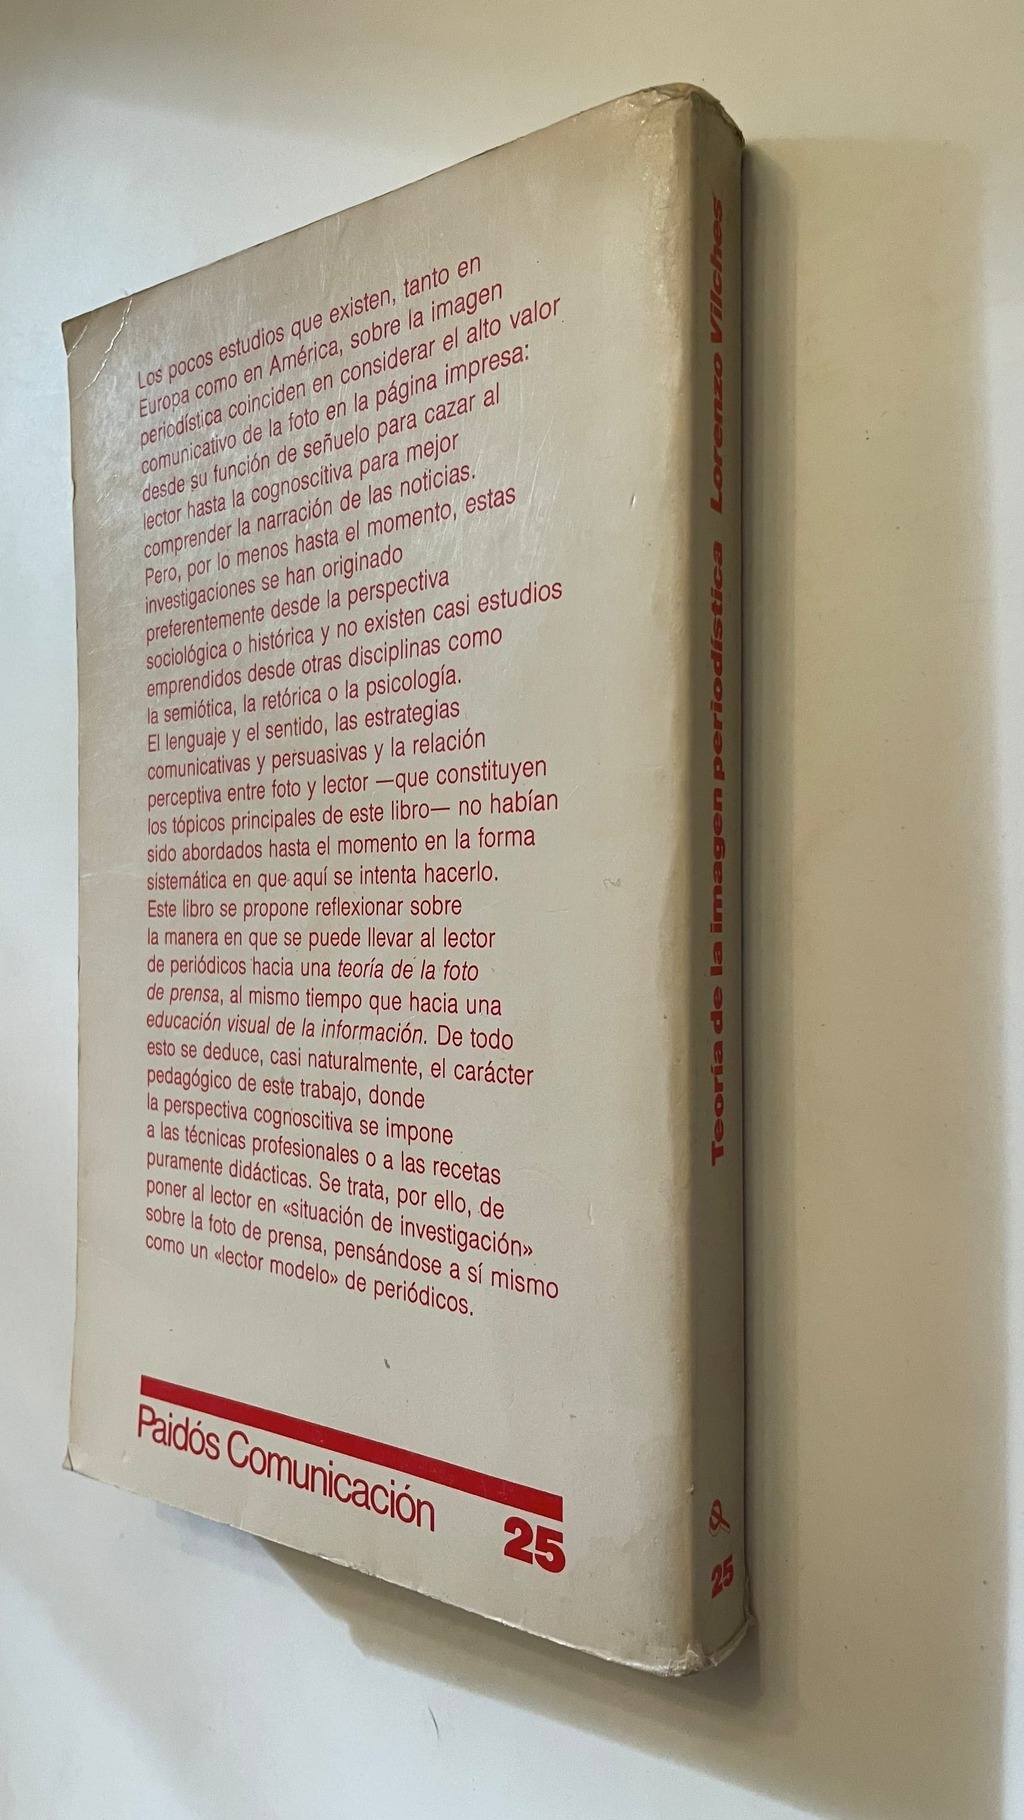 Los pocos estudios que existen, tanto en
Europa como en América, sobre la imagen
periodística coinciden en considerar el alto valor
comunicativo de la foto en la página impresa:
desde su función de señuelo para cazar al
lector hasta la cognoscitiva para mejor
comprender la narración de las noticias.
Pero, por lo menos hasta el momento, estas
investigaciones se han originado
preferentemente desde la perspectiva
sociológica o histórica y no existen casi estudios
emprendidos desde otras disciplinas como
la semiótica, la retórica o la psicología.
El lenguaje y el sentido, las estrategias
comunicativas y persuasivas y la relación
perceptiva entre foto y lector —que constituyen
los tópicos principales de este libro— no habían
sido abordados hasta el momento en la forma
sistemática en que aquí se intenta hacerlo.
Este libro se propone reflexionar sobre
la manera en que se puede llevar al lector
de periódicos hacia una teoría de la foto
de prensa, al mismo tiempo que hacia una
educación visual de la información. De todo
esto se deduce, casi naturalmente, el carácter
pedagógico de este trabajo, donde
la perspectiva cognoscitiva se impone
a las técnicas profesionales o a las recetas
puramente didácticas. Se trata, por ello, de
poner al lector en «situación de investigación»
sobre la foto de prensa, pensándose a sí mismo
como un «lector modelo» de periódicos.
Paidós Comunicación
25
Teoría de la imagen periodística Lorenzo Vilches
25